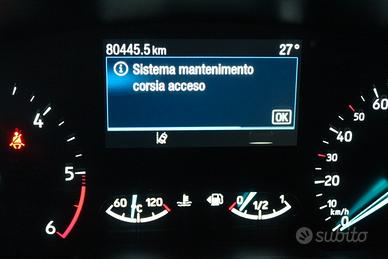 80445.5 km 27°
ⓘ Sistema mantenimento
corsia acceso
OK
4
5
6
60 °C 120
0 1/2 1
60
50
40
30
20
10
0
km/h
subito